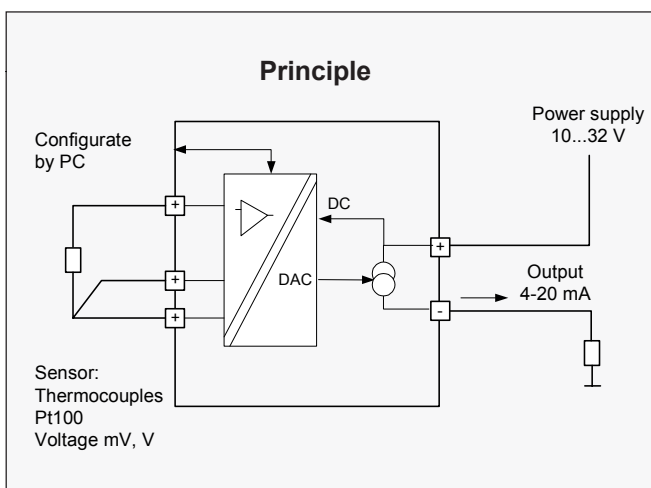 Principle
Configurate
by PC
Power supply
10...32 V
+
DC
+
+
DAC
Output
4-20 mA
+
-
Sensor:
Thermocouples
Pt100
Voltage mV, V